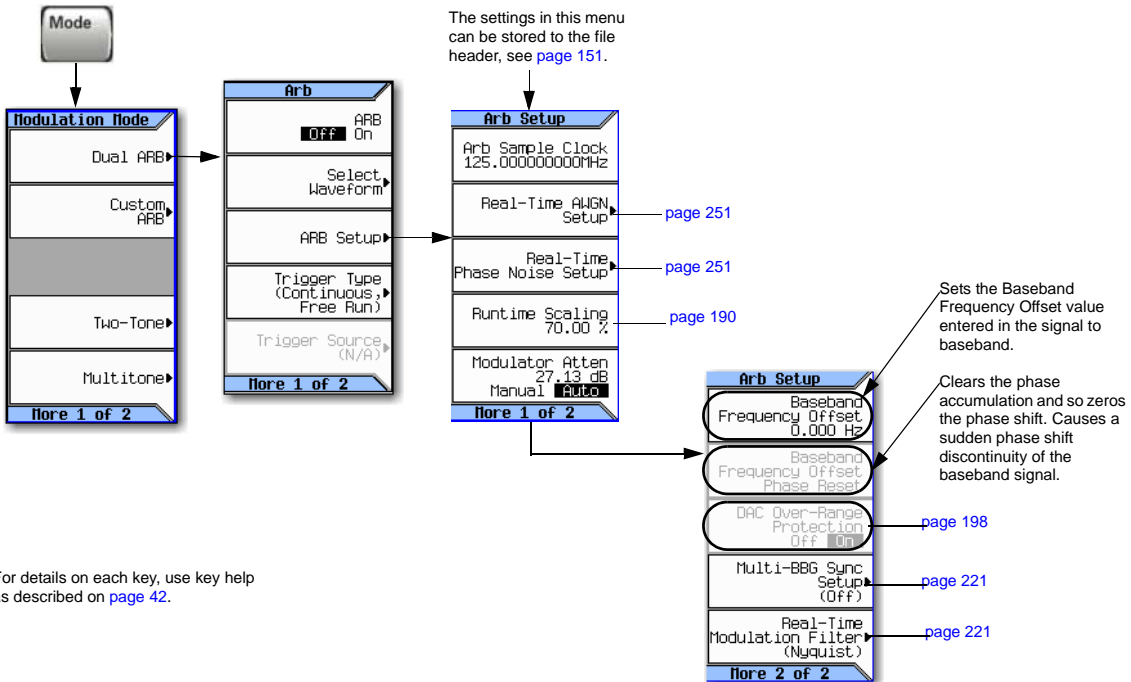 Mode
The settings in this menu
can be stored to the file
header, see page 151.
Modulation Mode
Dual ARB
Custom
ARB
Two-Tone
Multitone
More 1 of 2
Arb
ARB
Off On
Select
Waveform
ARB Setup
Trigger Type
(Continuous,
Free Run)
Trigger Source
(N/A)
More 1 of 2
Arb Setup
Arb Sample Clock
125.000000000MHz
Real-Time AWGN
Setup
page 251
Real-Time
Phase Noise Setup
page 251
Runtime Scaling
70.00 %
page 190
Modulator Atten
27.13 dB
Manual Auto
More 1 of 2
Arb Setup
Baseband
Frequency Offset
0.000 Hz
Baseband
Frequency Offset
Phase Reset
DAC Over-Range
Protection
Off On
page 198
Multi-BBG Sync
Setup
(Off)
page 221
Real-Time
Modulation Filter
(Nyquist)
page 221
More 2 of 2
Sets the Baseband
Frequency Offset value
entered in the signal to
baseband.
Clears the phase
accumulation and so zeros
the phase shift. Causes a
sudden phase shift
discontinuity of the
baseband signal.
For details on each key, use key help
as described on page 42.